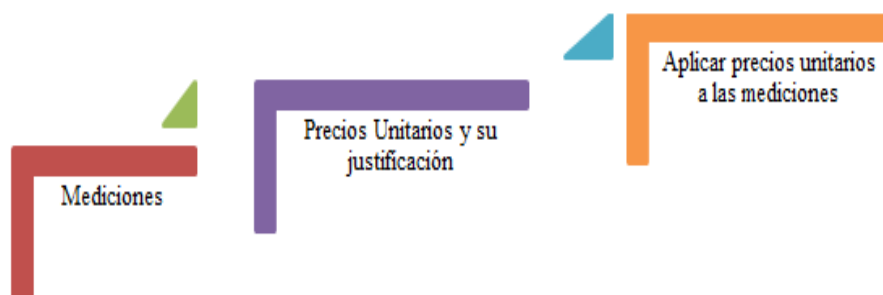 Mediciones
Precios Unitarios y su
justificación
Aplicar precios unitarios
a las mediciones